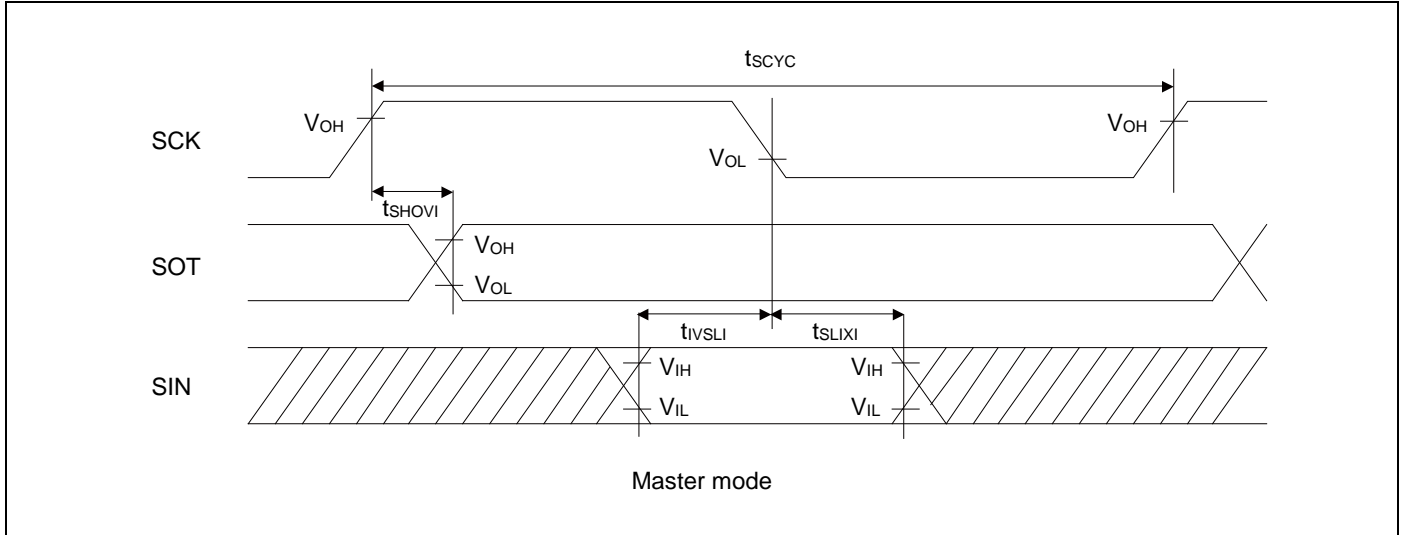 tSCYC
SCK
VOH
VOL
VOH
tSHOVI
SOT
VOH
VOL
tIVSLI
tSLIXI
SIN
VIH
VIL
VIH
VIL
Master mode